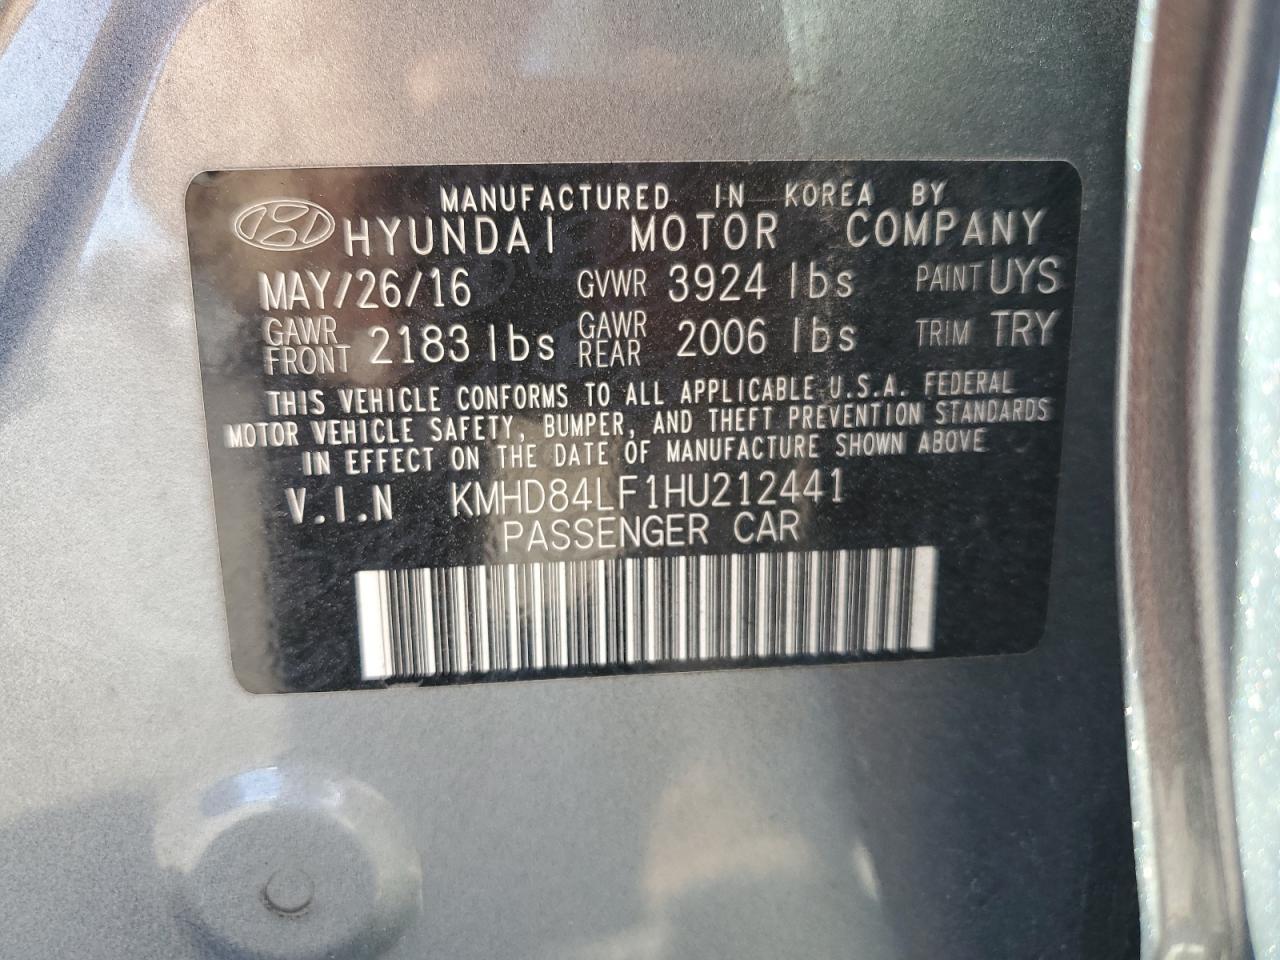 MANUFACTURED IN KOREA BY
HYUNDAI MOTOR COMPANY
MAY/26/16 GVWR 3924 lbs PAINT UYS
GAWR FRONT 2183 lbs GAWR REAR 2006 lbs TRIM TRY
THIS VEHICLE CONFORMS TO ALL APPLICABLE U.S.A. FEDERAL
MOTOR VEHICLE SAFETY, BUMPER, AND THEFT PREVENTION STANDARDS
IN EFFECT ON THE DATE OF MANUFACTURE SHOWN ABOVE
V.I.N KMHD84LF1HU212441
PASSENGER CAR